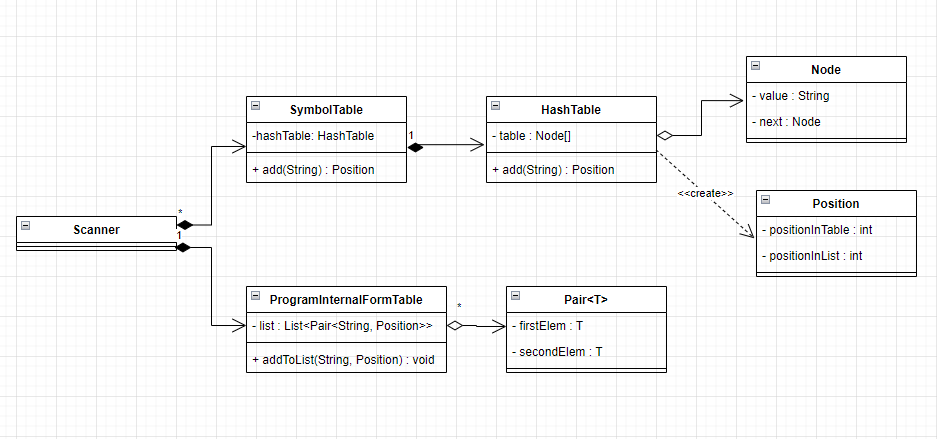 Node
- value : String
- next : Node
SymbolTable
-hashTable: HashTable
+ add(String) : Position
1
HashTable
- table : Node[]
+ add(String) : Position
<<create>>
Position
- positionInTable : int
- positionInList : int
Scanner
*
1
ProgramInternalFormTable
- list : List<Pair<String, Position>>
+ addToList(String, Position) : void
*
Pair<T>
- firstElem : T
- secondElem : T